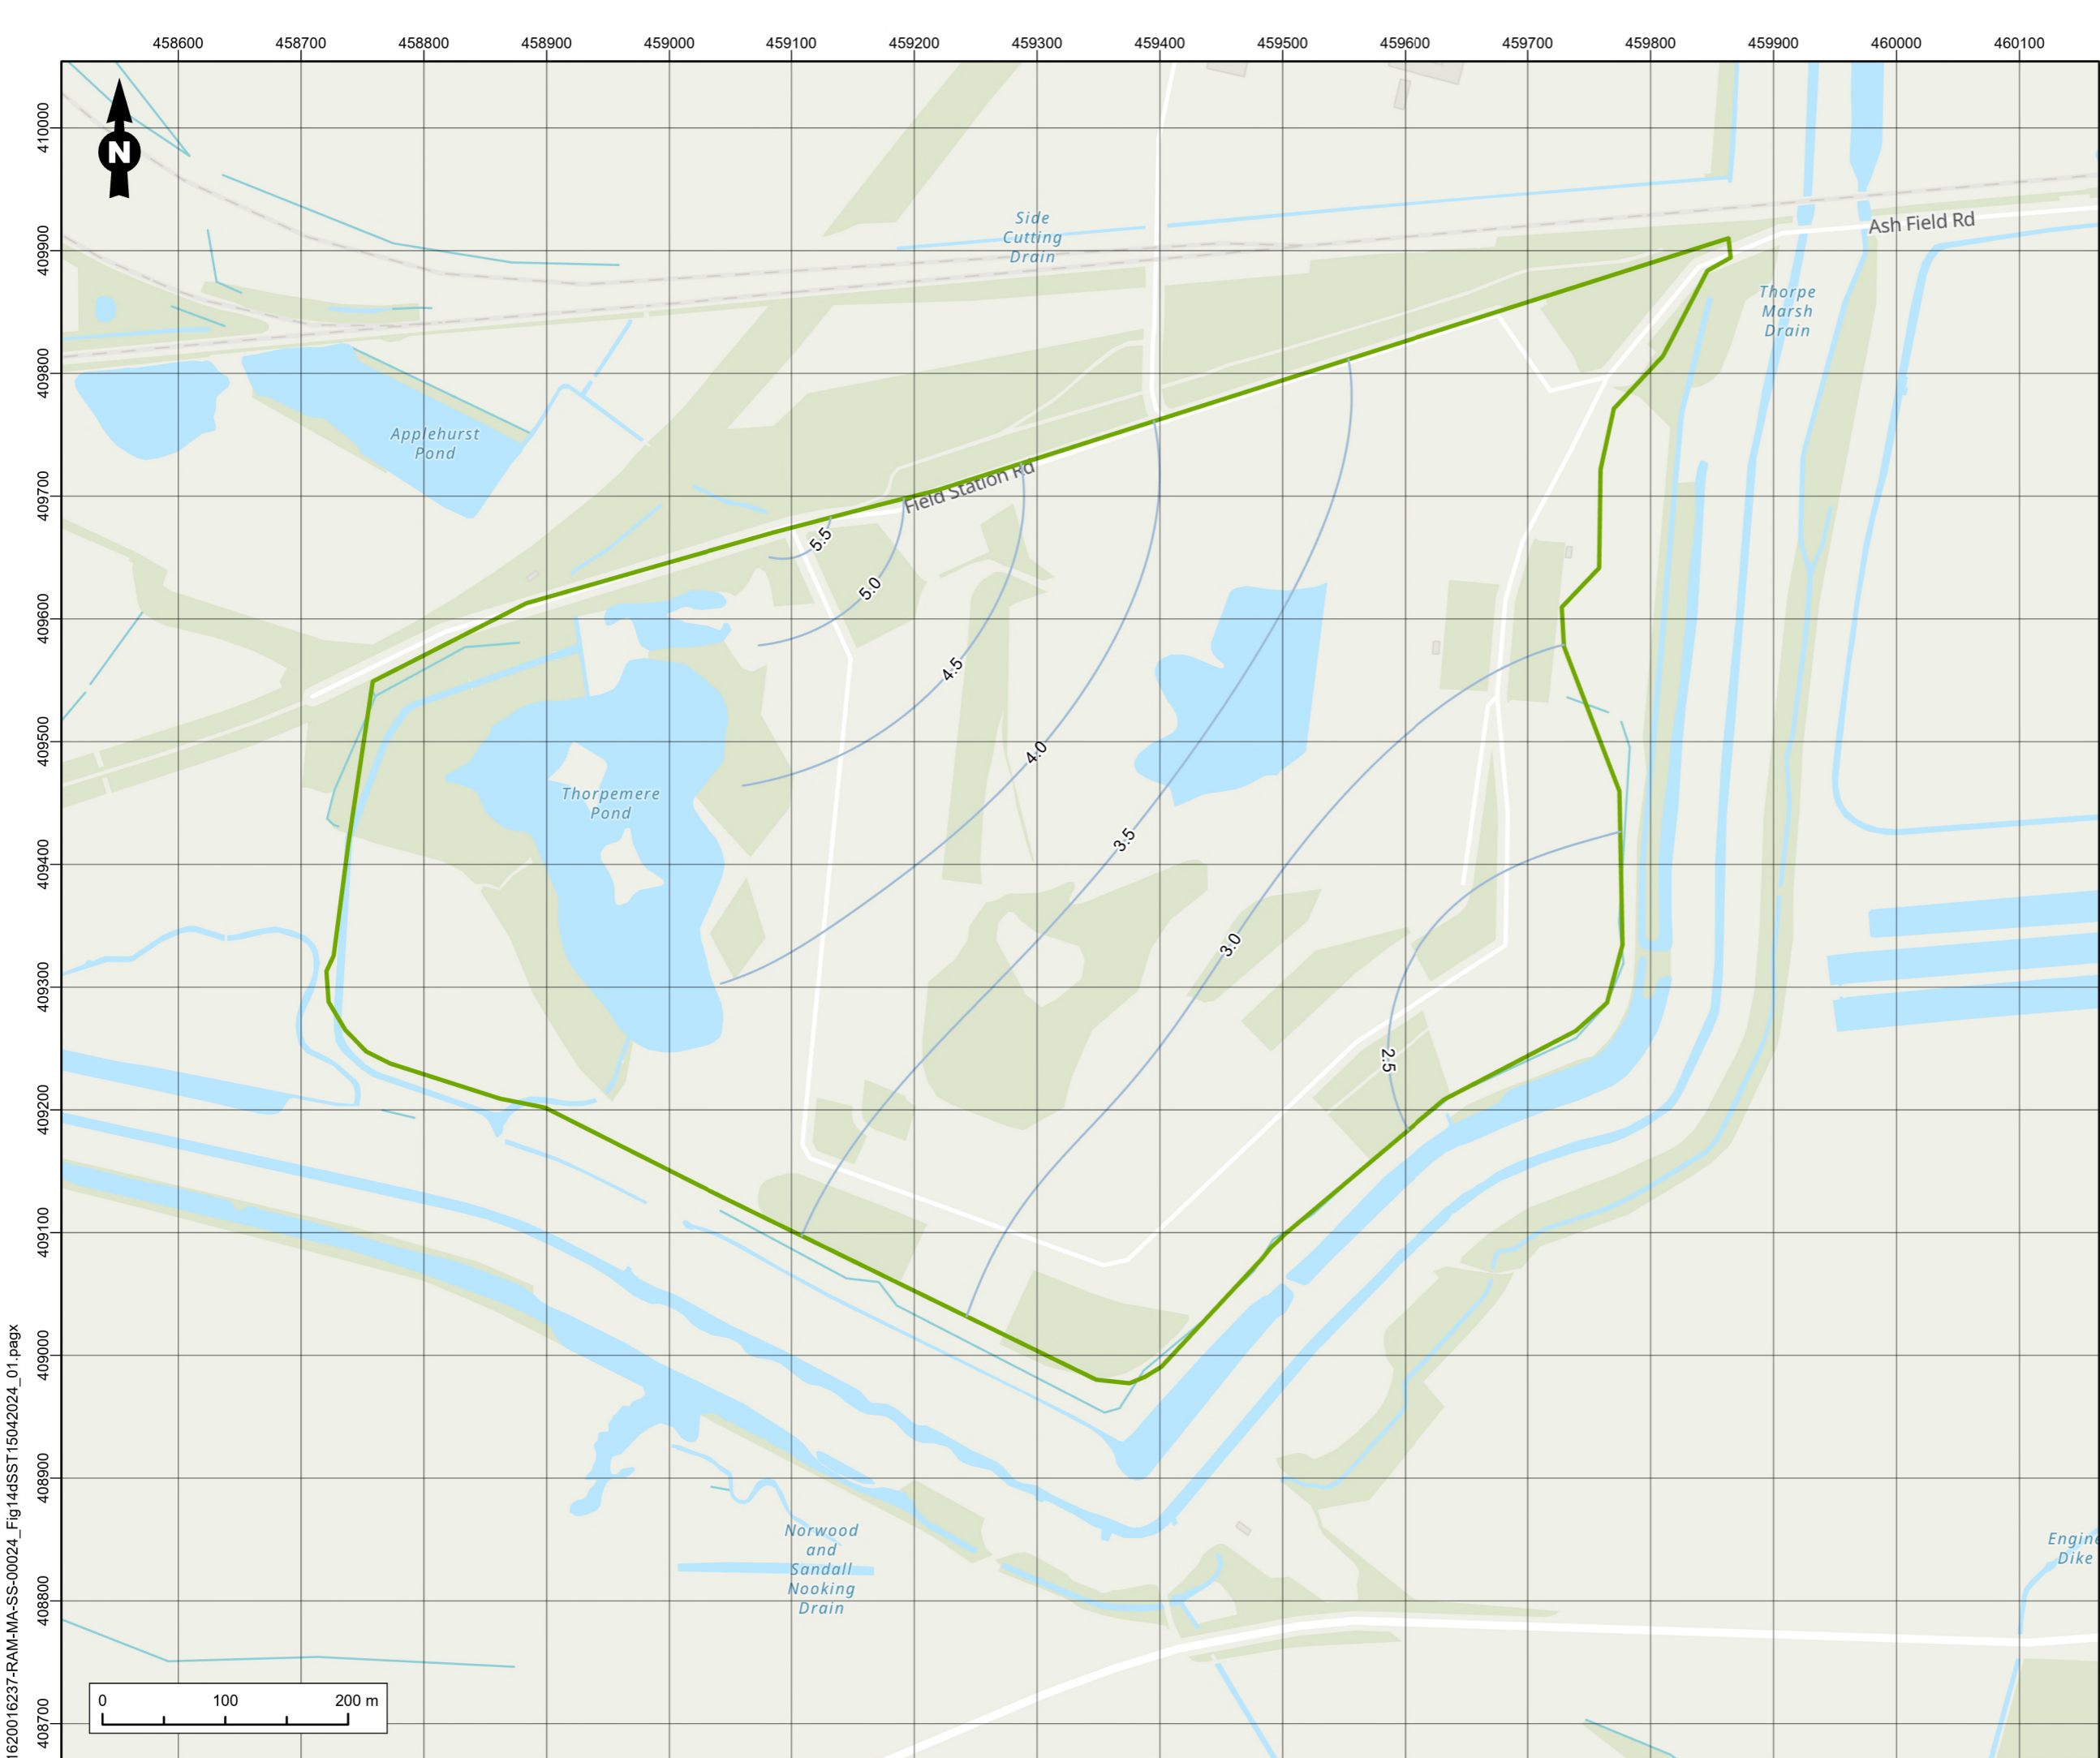 458600 458700 458800 458900 459000 459100 459200 459300 459400 459500 459600 459700 459800 459900 460000 460100
410000
409900
409800
409700
409600
409500
409400
409300
409200
409100
409000
408900
408800
408700
N
Side
Cutting
Drain
Ash Field Rd
Thorpe
Marsh
Drain
Applehurst
Pond
Field Station Rd
5.5
5.0
4.5
4.0
Thorpemere
Pond
3.5
3.0
2.5
Norwood
and
Sandall
Nooking
Drain
Engine
Dike
0 100 200 m
1620016237-RAM-MA-SS-00024_Fig14dSST15042024_01.pagx